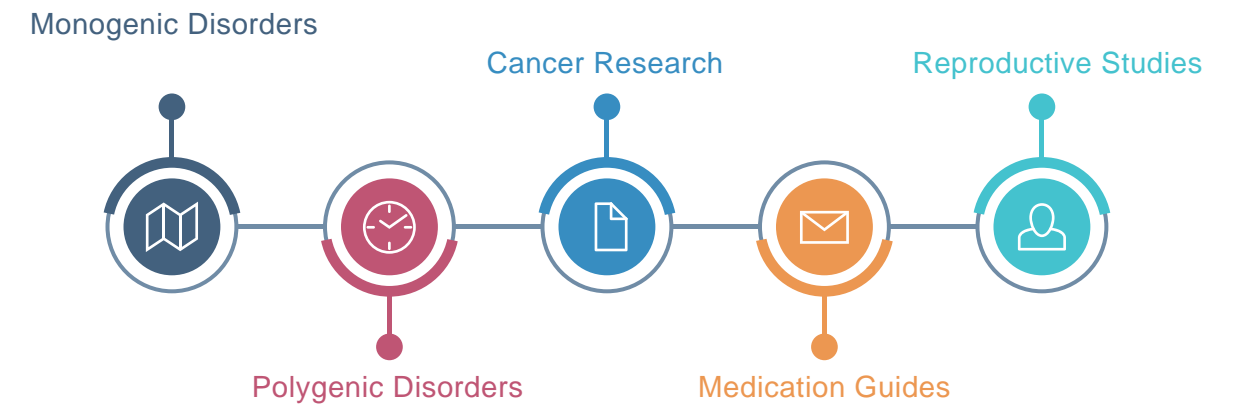 Monogenic Disorders
Cancer Research
Reproductive Studies
Polygenic Disorders
Medication Guides